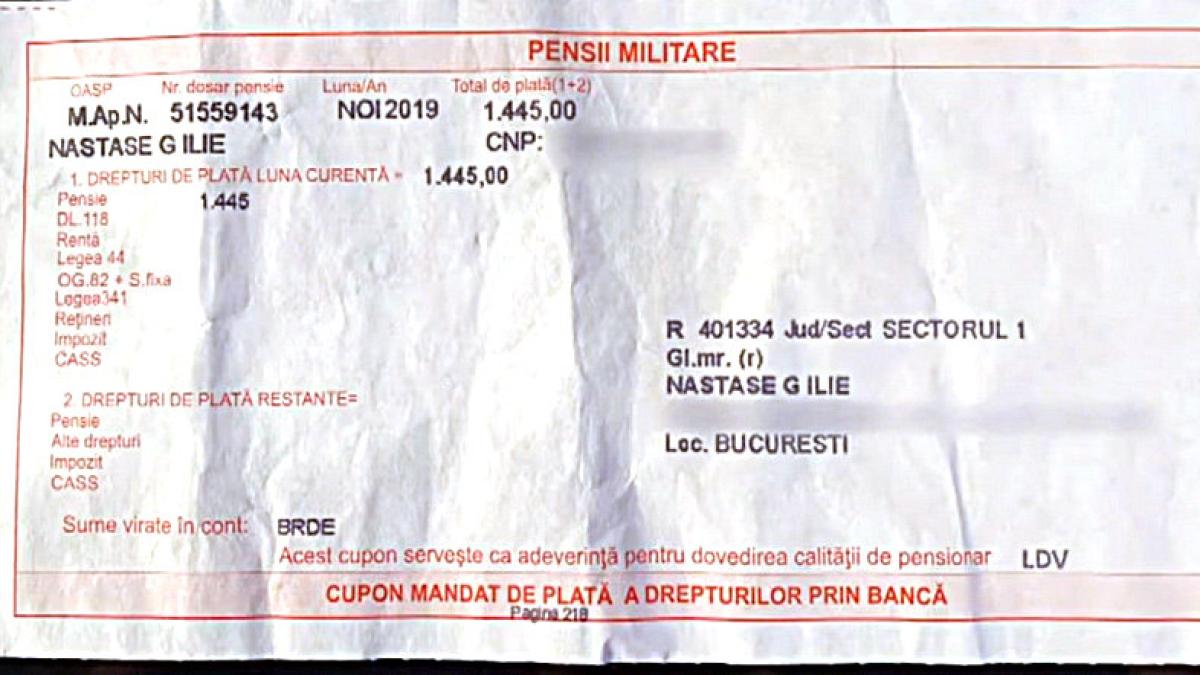 PENSII MILITARE
OASP Nr. dosar pensie Luna/An Total de plată(1+2)
M.Ap.N. 51559143 NOI2019 1.445,00
NASTASE G ILIE CNP:
1. DREPTURI DE PLATĂ LUNA CURENTĂ = 1.445,00
Pensie 1.445
DL.118
Rentă
Legea 44
OG.82 + S.fixa
Legea341
Rețineri
Impozit
CASS
R 401334 Jud/Sect SECTORUL 1
Gl.mr. (r)
NASTASE G ILIE
Loc. BUCURESTI
2. DREPTURI DE PLATĂ RESTANTE=
Pensie
Alte drepturi
Impozit
CASS
Sume virate în cont: BRDE
Acest cupon servește ca adeverință pentru dovedirea calității de pensionar LDV
CUPON MANDAT DE PLATĂ A DREPTURILOR PRIN BANCĂ
Pagina 218